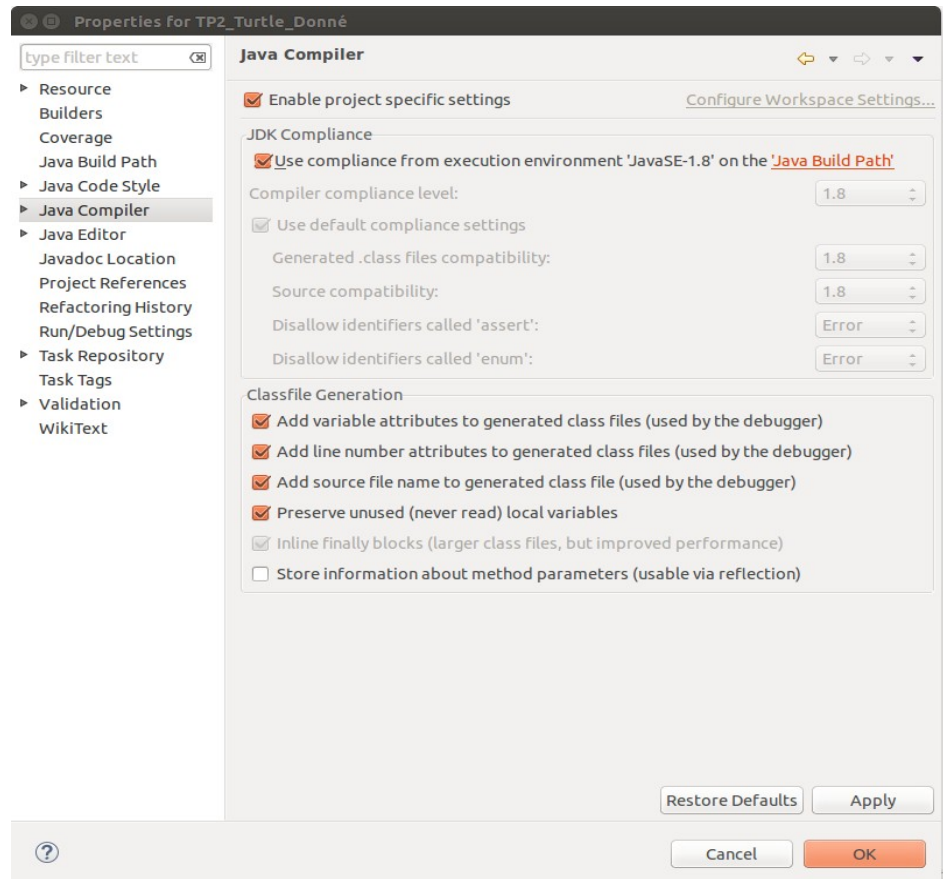 Properties for TP2_Turtle_Donné
type filter text
Resource
Builders
Coverage
Java Build Path
Java Code Style
Java Compiler
Java Editor
Javadoc Location
Project References
Refactoring History
Run/Debug Settings
Task Repository
Task Tags
Validation
WikiText
Java Compiler
Enable project specific settings
Configure Workspace Settings...
JDK Compliance
Use compliance from execution environment 'JavaSE-1.8' on the 'Java Build Path'
Compiler compliance level: 1.8
Use default compliance settings
Generated .class files compatibility: 1.8
Source compatibility: 1.8
Disallow identifiers called 'assert': Error
Disallow identifiers called 'enum': Error
Classfile Generation
Add variable attributes to generated class files (used by the debugger)
Add line number attributes to generated class files (used by the debugger)
Add source file name to generated class file (used by the debugger)
Preserve unused (never read) local variables
Inline finally blocks (larger class files, but improved performance)
Store information about method parameters (usable via reflection)
Restore Defaults Apply
? Cancel OK